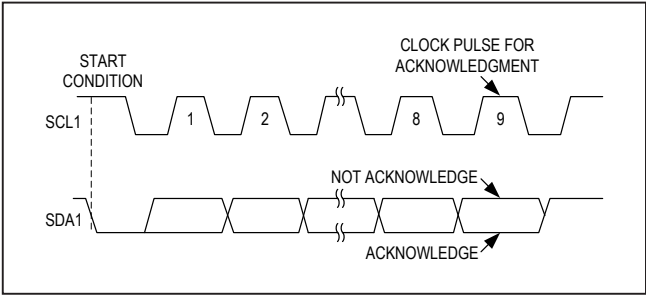 START
CONDITION
CLOCK PULSE FOR
ACKNOWLEDGMENT
SCL1
1
2
8
9
NOT ACKNOWLEDGE
SDA1
ACKNOWLEDGE